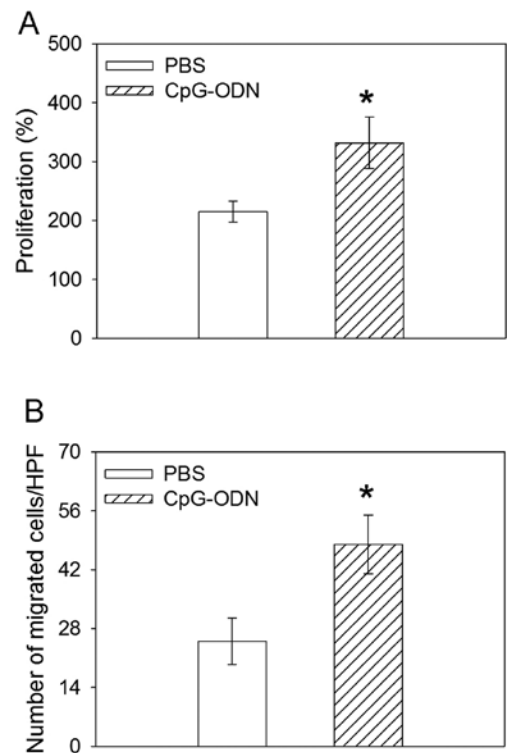 A
500
400
300
200
100
0
Proliferation (%)
PBS
CpG-ODN
*
B
70
56
42
28
14
0
Number of migrated cells/HPF
PBS
CpG-ODN
*